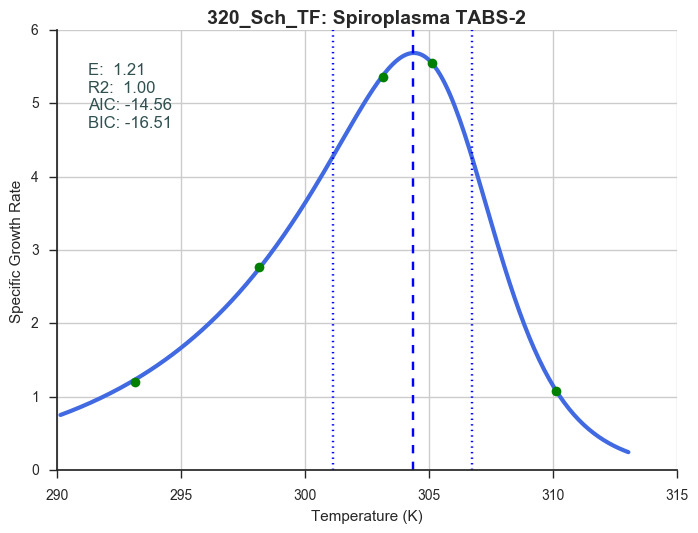 320_Sch_TF: Spiroplasma TABS-2
E:  1.21
R2:  1.00
AIC: -14.56
BIC: -16.51
Specific Growth Rate
6
5
4
3
2
1
0
290 295 300 305 310 315
Temperature (K)